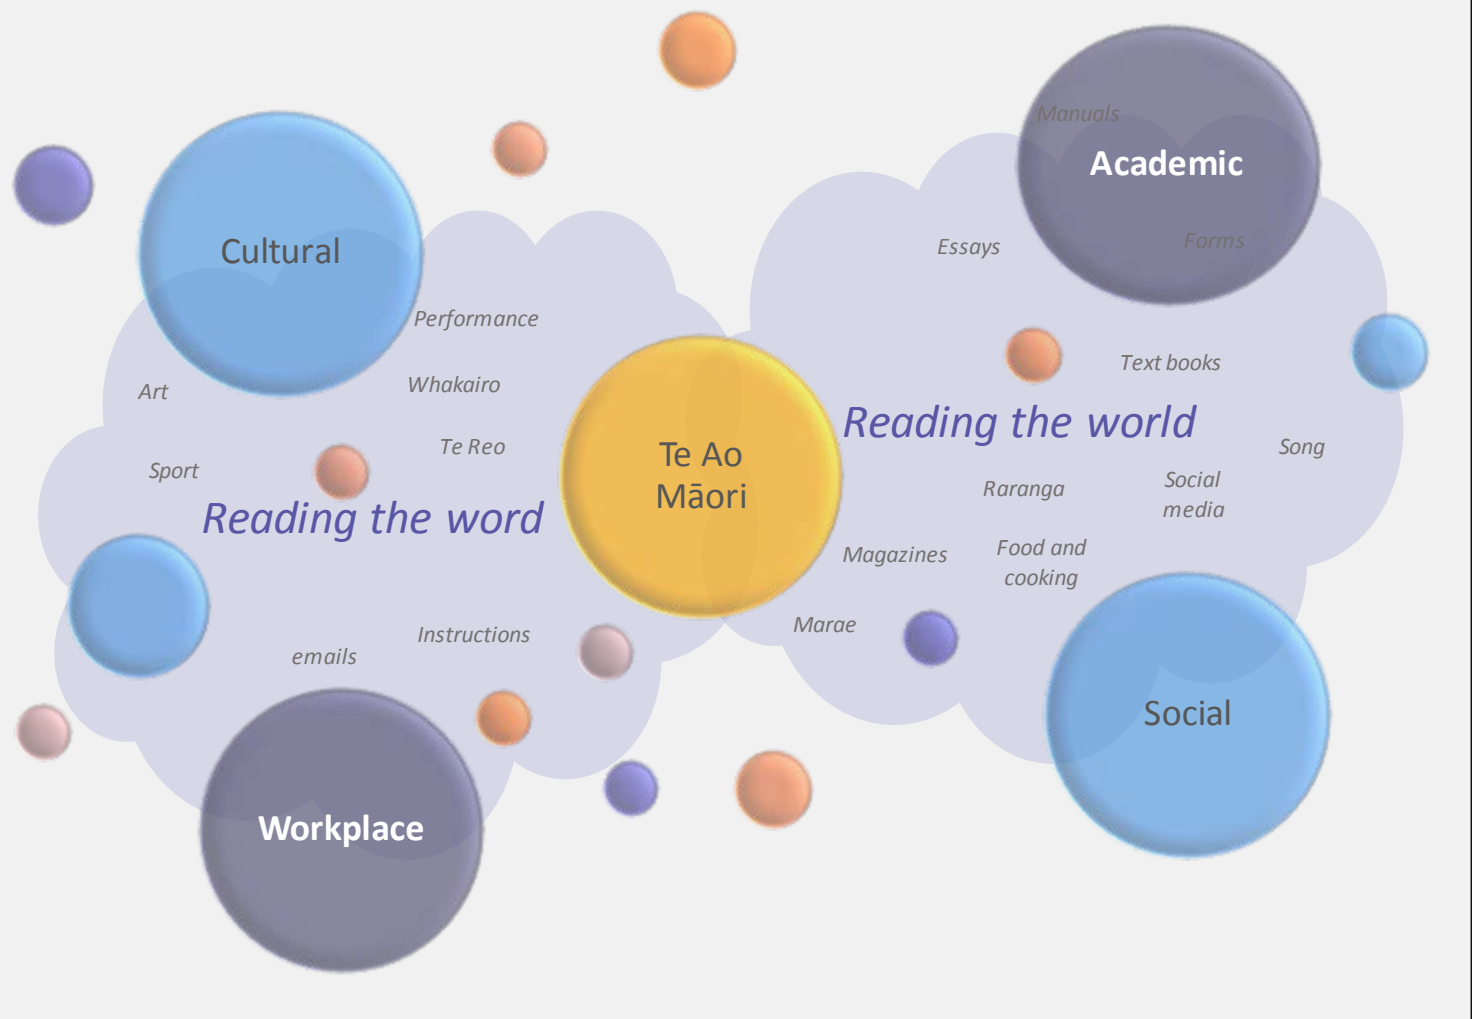 Manuals
Academic
Forms
Essays
Cultural
Performance
Text books
Art
Whakairo
Reading the world
Te Reo
Song
Te Ao
Māori
Sport
Raranga
Social
media
Reading the word
Magazines
Food and
cooking
Marae
Instructions
emails
Social
Workplace